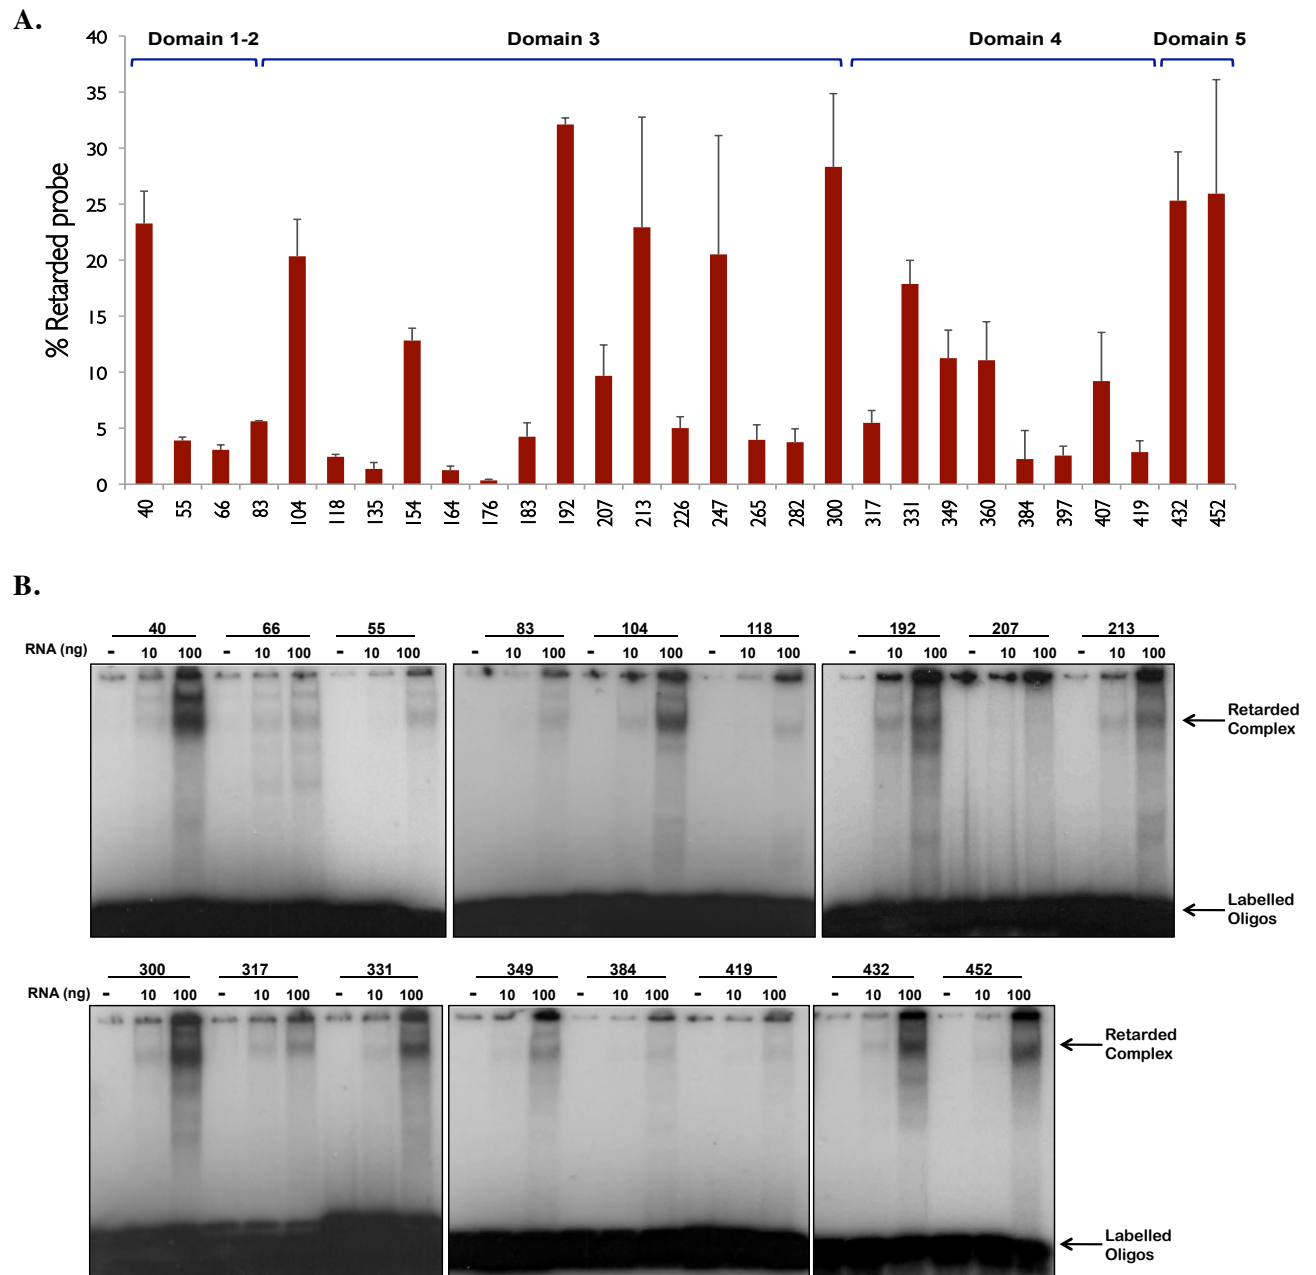 A.
Domain 1-2 Domain 3 Domain 4 Domain 5
% Retarded probe
40
35
30
25
20
15
10
5
0
40 55 66 83 104 118 135 154 164 176 183 192 207 213 226 247 265 282 300 317 331 349 360 384 397 407 419 432 452
B.
40 66 55 83 104 118 192 207 213
RNA (ng) - 10 100 - 10 100 - 10 100 - 10 100 - 10 100 - 10 100 - 10 100 - 10 100 - 10 100
Retarded
Complex
Labelled
Oligos
300 317 331 349 384 419 432 452
RNA (ng) - 10 100 - 10 100 - 10 100 - 10 100 - 10 100 - 10 100 - 10 100 - 10 100
Retarded
Complex
Labelled
Oligos